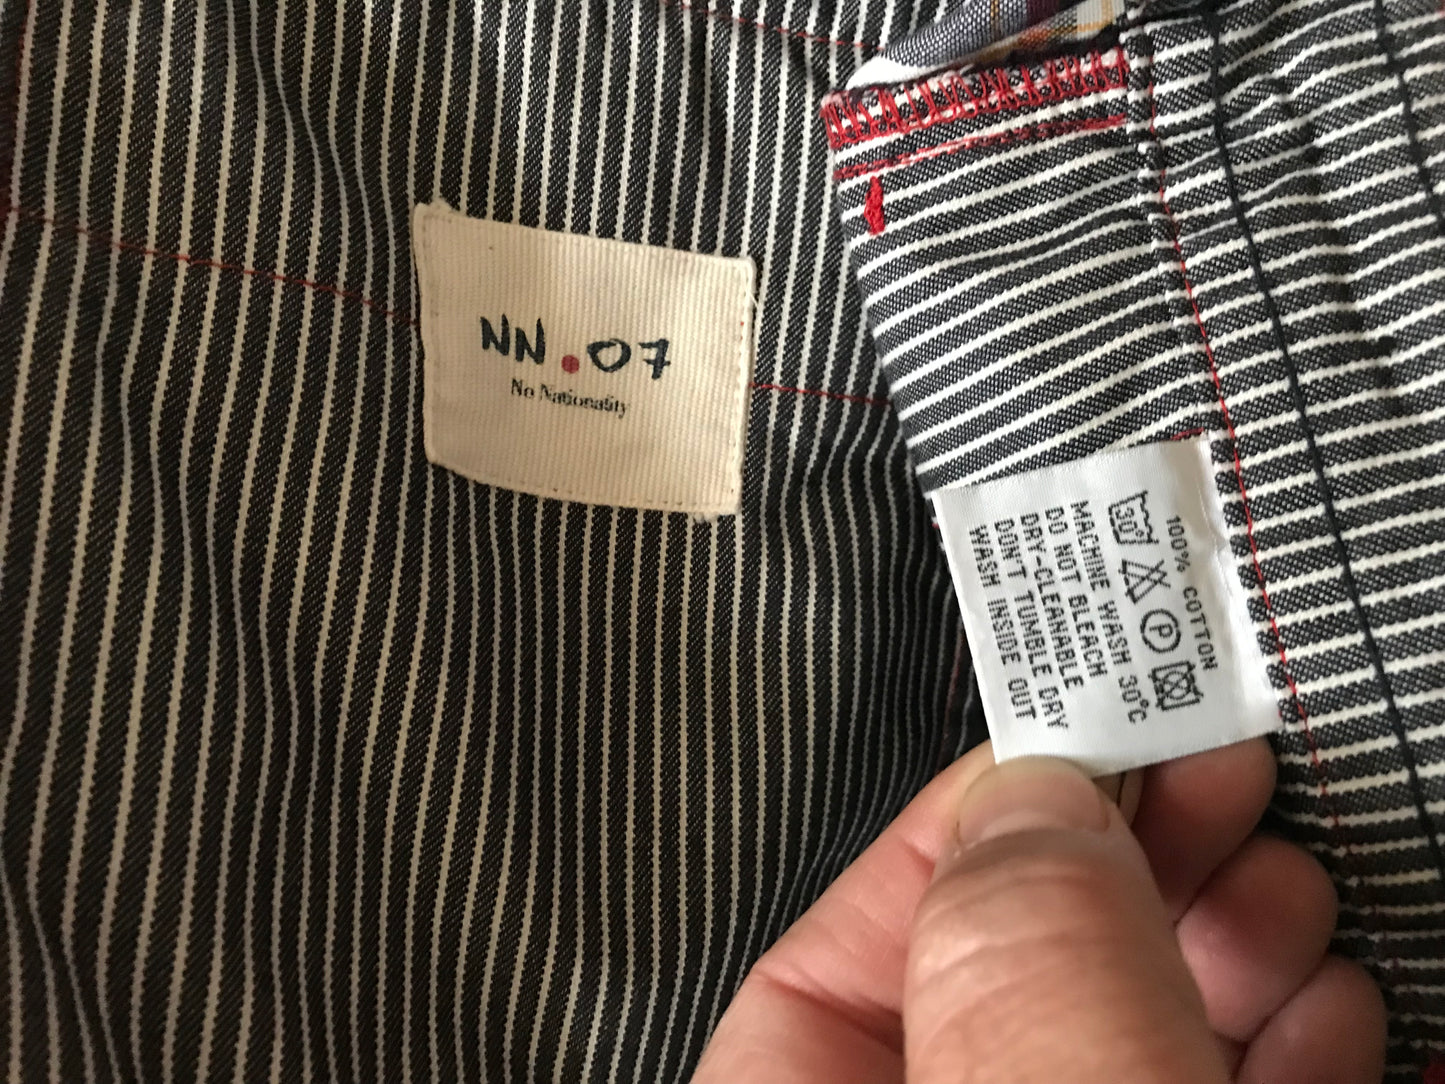 NN.07
No Nationality
100% COTTON
30° P
MACHINE WASH 30°C
DO NOT BLEACH
DRY-CLEANABLE
DON'T TUMBLE DRY
WASH INSIDE OUT